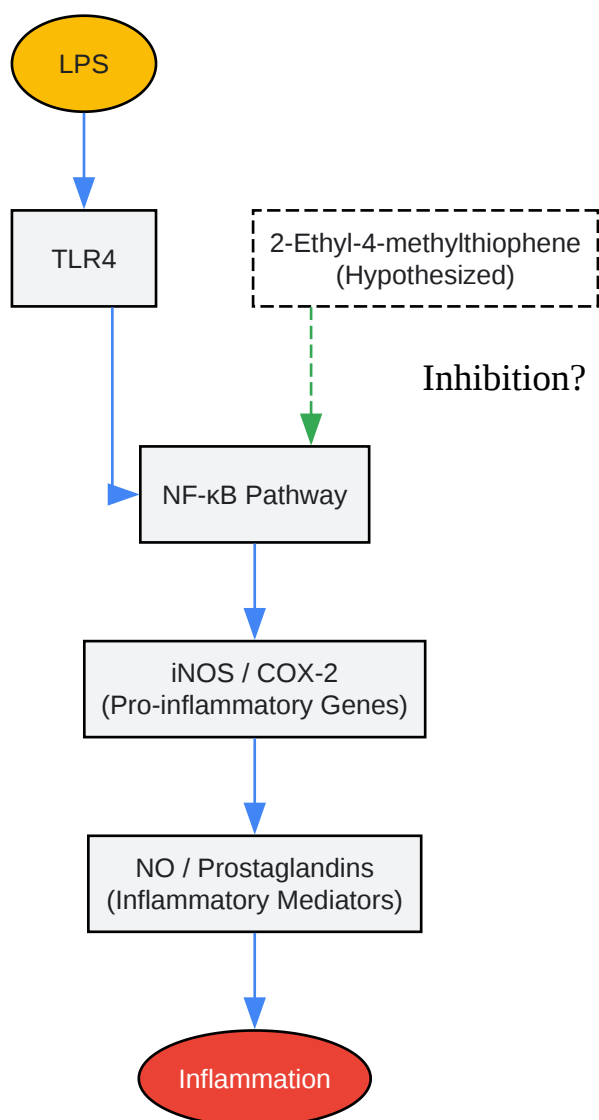 LPS
TLR4
2-Ethyl-4-methylthiophene
(Hypothesized)
Inhibition?
NF-κB Pathway
iNOS / COX-2
(Pro-inflammatory Genes)
NO / Prostaglandins
(Inflammatory Mediators)
Inflammation